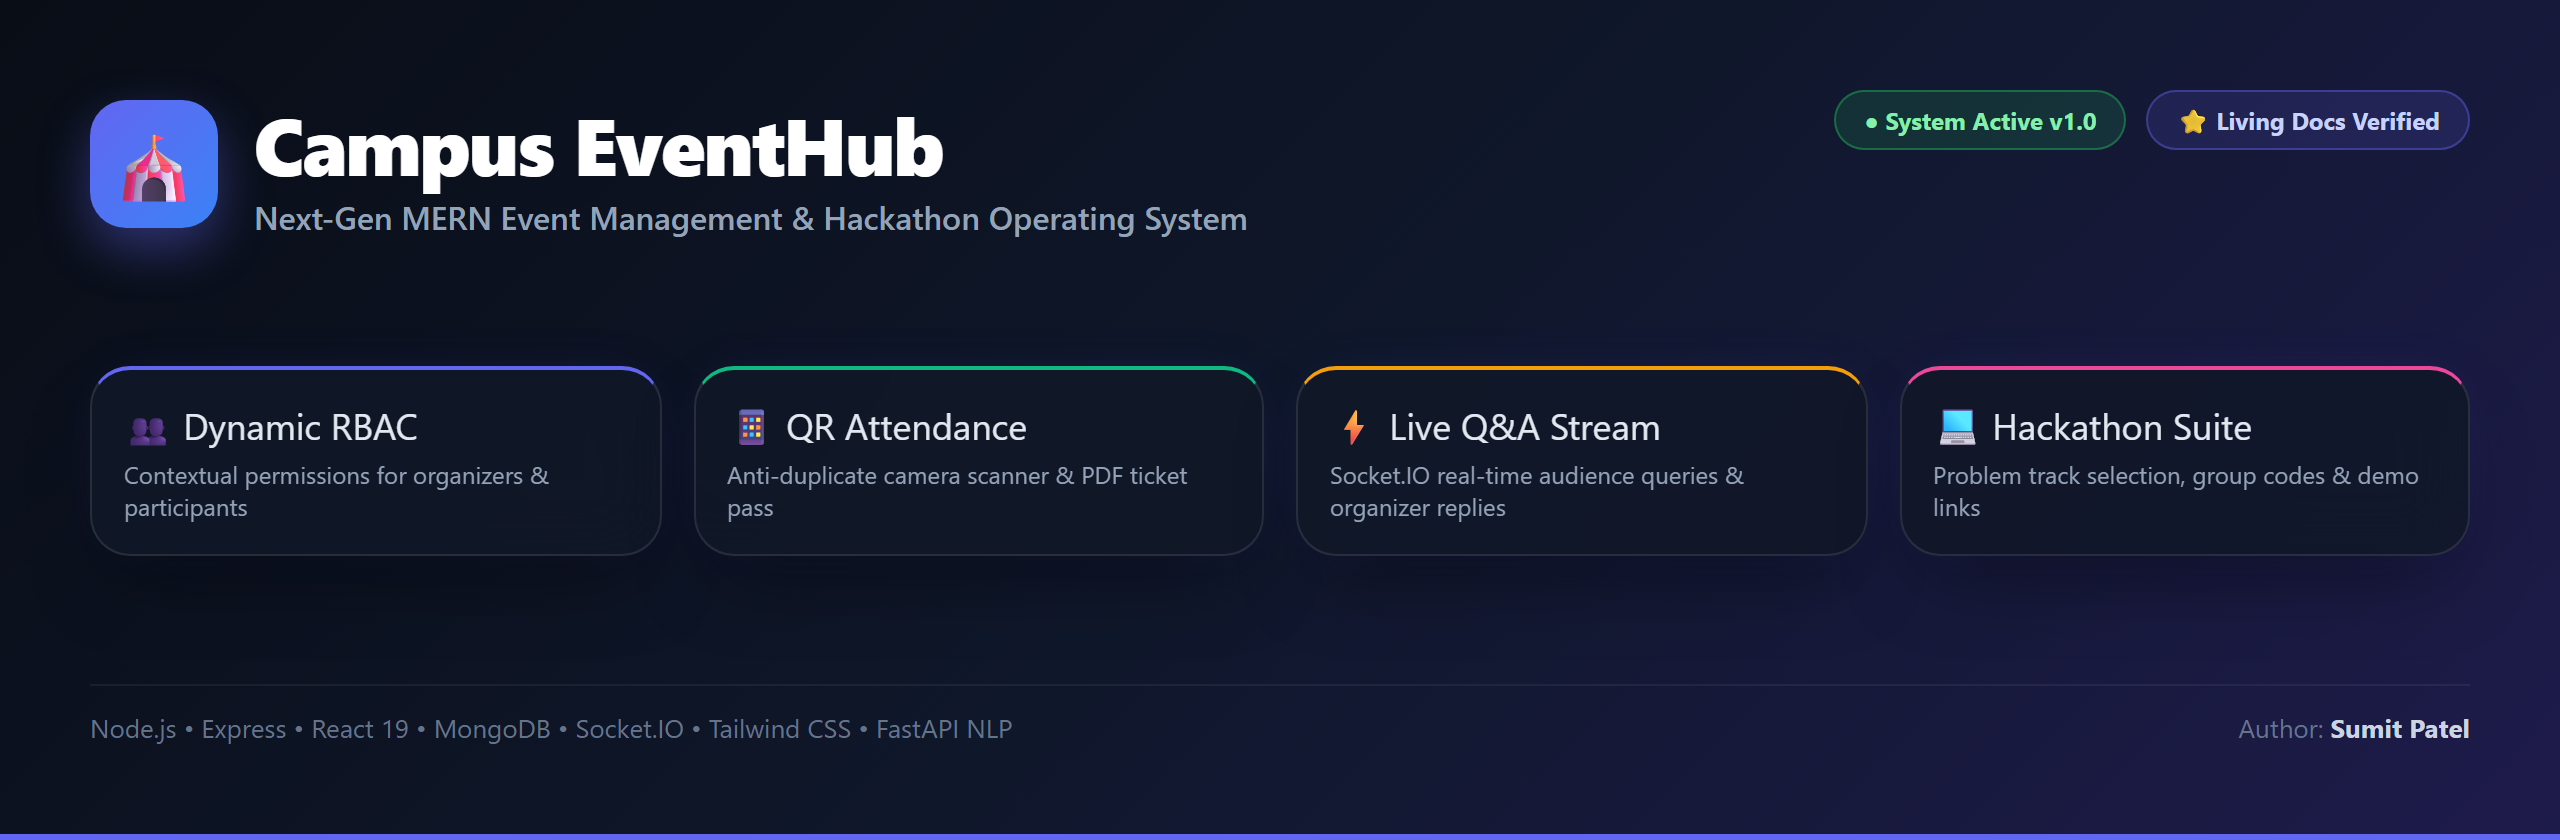 Campus EventHub
Next-Gen MERN Event Management & Hackathon Operating System
● System Active v1.0
⭐ Living Docs Verified
👥 Dynamic RBAC
Contextual permissions for organizers &
participants
📱 QR Attendance
Anti-duplicate camera scanner & PDF ticket
pass
⚡ Live Q&A Stream
Socket.IO real-time audience queries &
organizer replies
💻 Hackathon Suite
Problem track selection, group codes & demo
links
Node.js • Express • React 19 • MongoDB • Socket.IO • Tailwind CSS • FastAPI NLP
Author: Sumit Patel